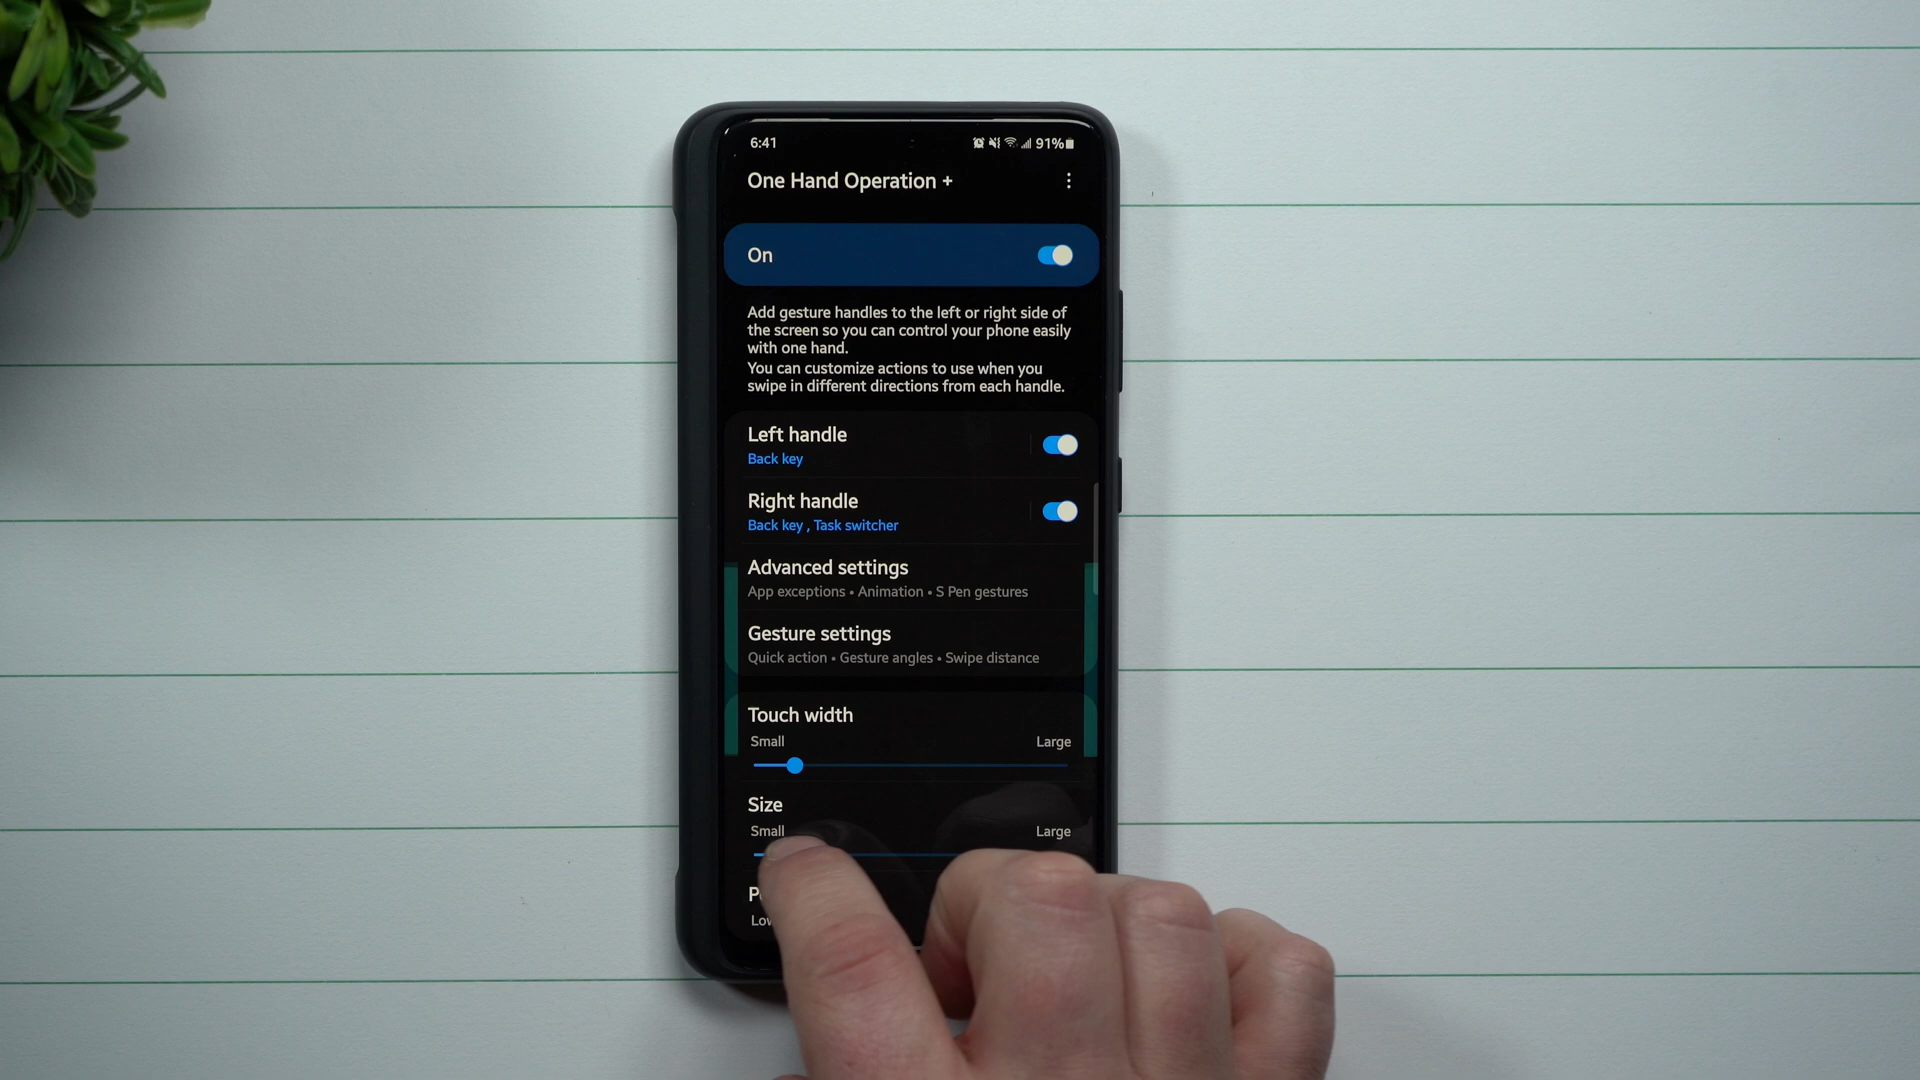 6:41 91%
One Hand Operation +
On
Add gesture handles to the left or right side of
the screen so you can control your phone easily
with one hand.
You can customize actions to use when you
swipe in different directions from each handle.
Left handle
Back key
Right handle
Back key , Task switcher
Advanced settings
App exceptions • Animation • S Pen gestures
Gesture settings
Quick action • Gesture angles • Swipe distance
Touch width
Small Large
Size
Small Large